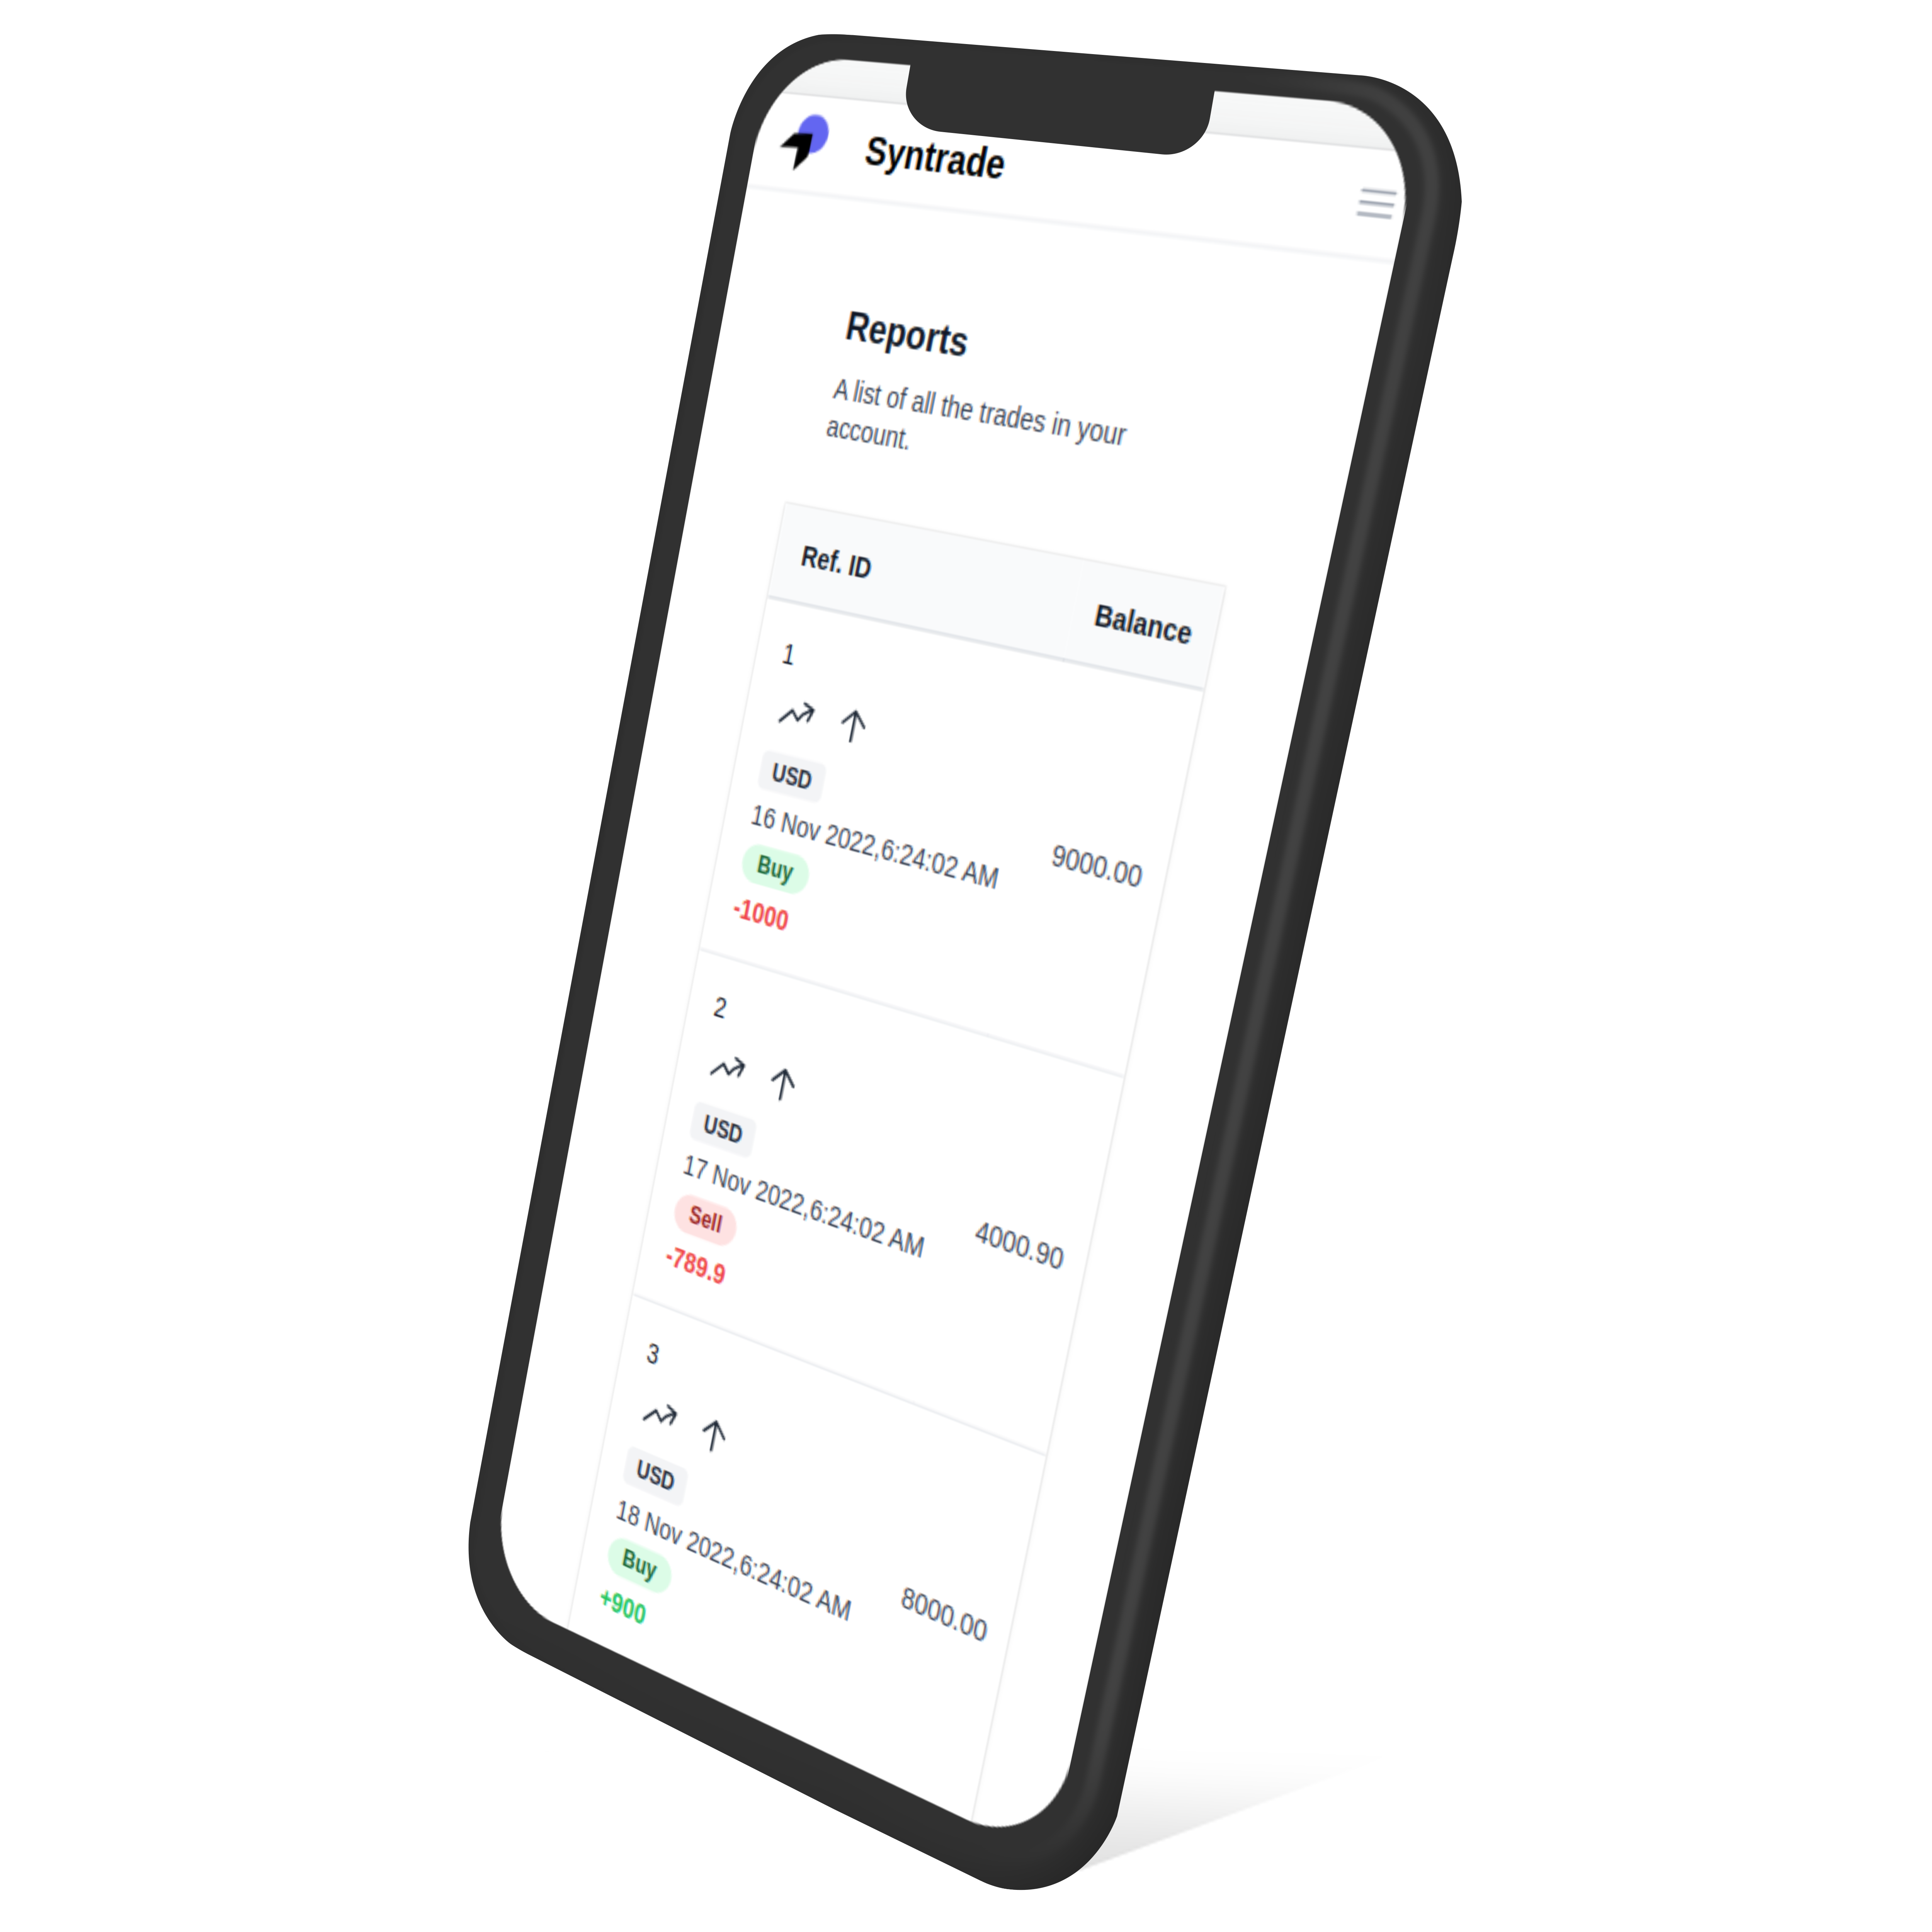 Syntrade
Reports
A list of all the trades in your
account.
Ref. ID
Balance
1
USD
16 Nov 2022,6:24:02 AM
9000.00
Buy
-1000
2
USD
17 Nov 2022,6:24:02 AM
4000.90
Sell
-789.9
3
USD
18 Nov 2022,6:24:02 AM
8000.00
Buy
+900